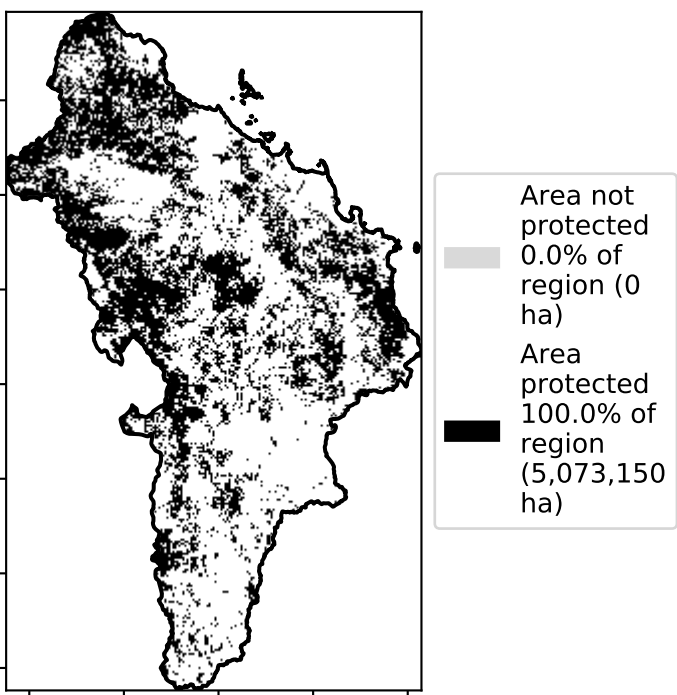 Area not
protected
0.0% of
region (0
ha)
Area
protected
100.0% of
region
(5,073,150
ha)